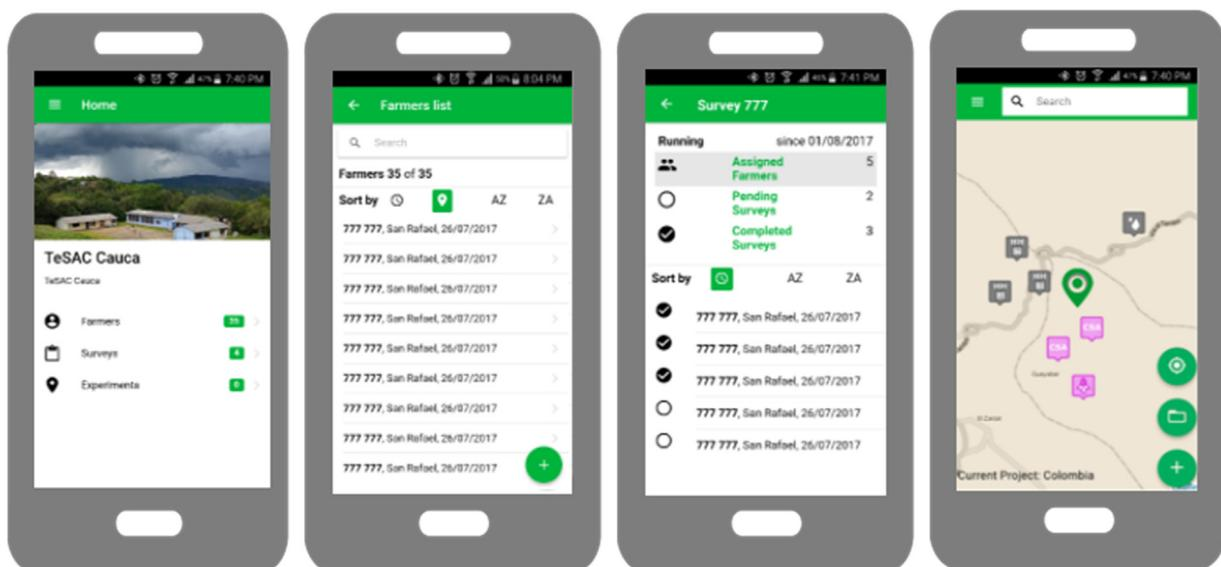 47% 7:40 PM
Home
TeSAC Cauca
TeSAC Cauca
Farmers 35
Surveys 4
Experimenta 0
50% 8:04 PM
Farmers list
Search
Farmers 35 of 35
Sort by AZ ZA
777 777, San Rafael, 26/07/2017
777 777, San Rafael, 26/07/2017
777 777, San Rafael, 26/07/2017
777 777, San Rafael, 26/07/2017
777 777, San Rafael, 26/07/2017
777 777, San Rafael, 26/07/2017
777 777, San Rafael, 26/07/2017
777 777, San Rafael, 26/07/2017
777 777, San Rafael, 26/07/2017
7:41 PM
Survey 777
Running since 01/08/2017
Assigned 5
Farmers
Pending 2
Surveys
Completed 3
Surveys
Sort by AZ ZA
777 777, San Rafael, 26/07/2017
777 777, San Rafael, 26/07/2017
777 777, San Rafael, 26/07/2017
777 777, San Rafael, 26/07/2017
777 777, San Rafael, 26/07/2017
47% 7:40 PM
Search
HH
HH
HH
CSA
CSA
Current Project: Colombia